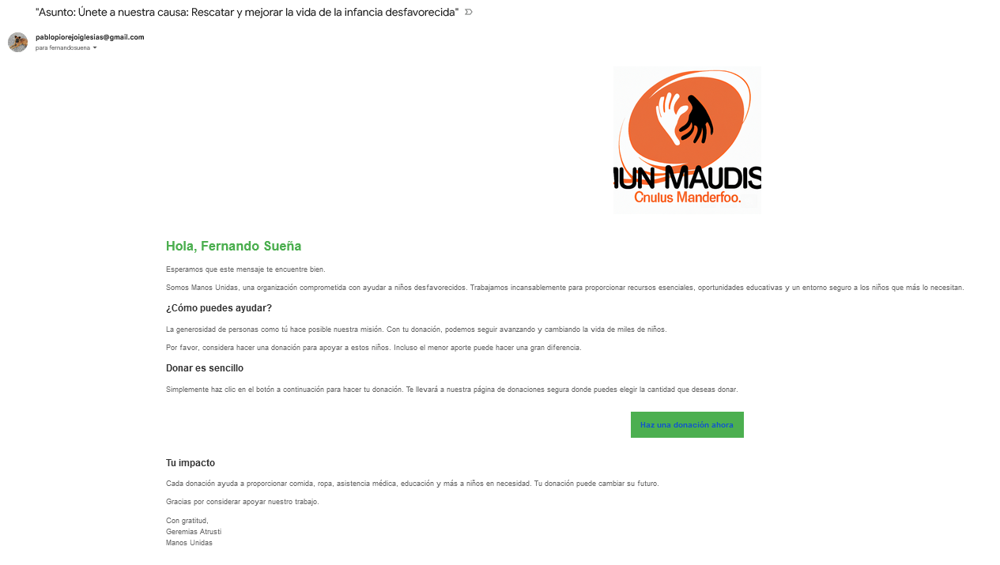 "Asunto: Únete a nuestra causa: Rescatar y mejorar la vida de la infancia desfavorecida"
pablopiorejoiglesias@gmail.com
para fernandosuena
IUN MAUDIS
Cnulus Manderfoo.
Hola, Fernando Sueña
Esperamos que este mensaje te encuentre bien.
Somos Manos Unidas, una organización comprometida con ayudar a niños desfavorecidos. Trabajamos incansablemente para proporcionar recursos esenciales, oportunidades educativas y un entorno seguro a los niños que más lo necesitan.
¿Cómo puedes ayudar?
La generosidad de personas como tú hace posible nuestra misión. Con tu donación, podemos seguir avanzando y cambiando la vida de miles de niños.
Por favor, considera hacer una donación para apoyar a estos niños. Incluso el menor aporte puede hacer una gran diferencia.
Donar es sencillo
Simplemente haz clic en el botón a continuación para hacer tu donación. Te llevará a nuestra página de donaciones segura donde puedes elegir la cantidad que deseas donar.
Haz una donación ahora
Tu impacto
Cada donación ayuda a proporcionar comida, ropa, asistencia médica, educación y más a niños en necesidad. Tu donación puede cambiar su futuro.
Gracias por considerar apoyar nuestro trabajo.
Con gratitud,
Geremias Atrusti
Manos Unidas